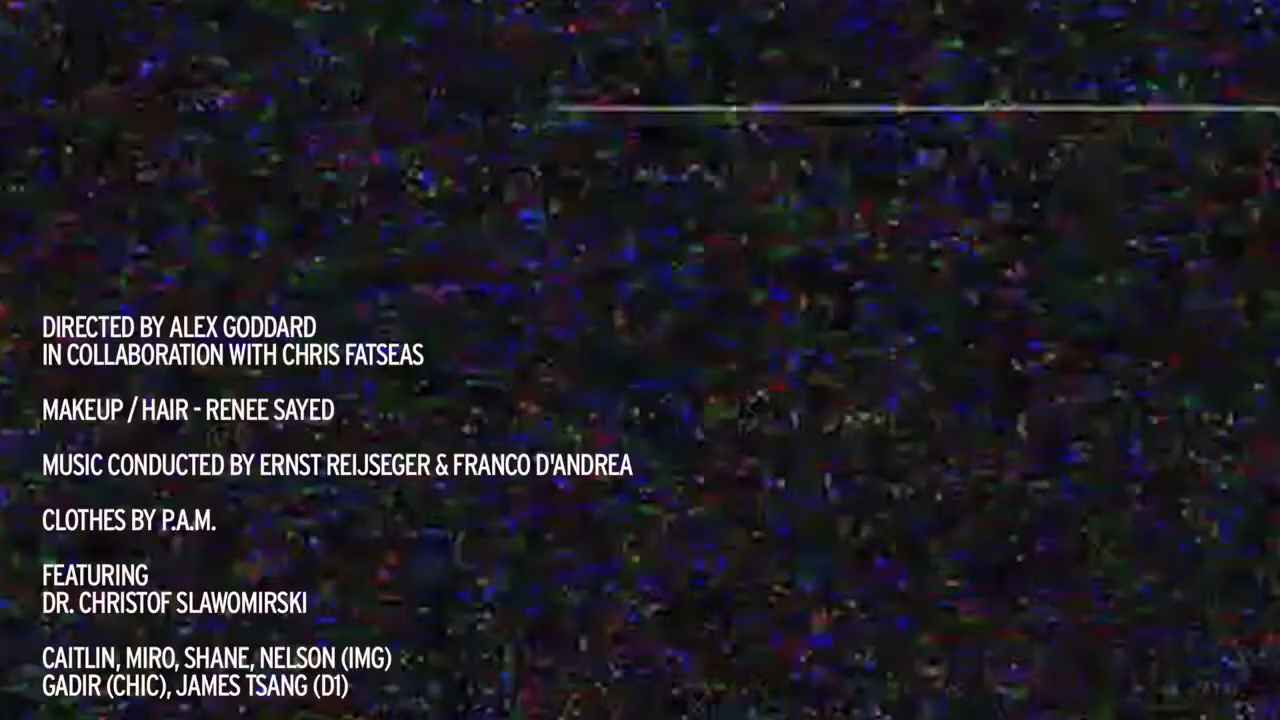 DIRECTED BY ALEX GODDARD
IN COLLABORATION WITH CHRIS FATSEAS
MAKEUP / HAIR - RENEE SAYED
MUSIC CONDUCTED BY ERNST REIJSEGER & FRANCO D'ANDREA
CLOTHES BY P.A.M.
FEATURING
DR. CHRISTOF SLAWOMIRSKI
CAITLIN, MIRO, SHANE, NELSON (IMG)
GADIR (CHIC), JAMES TSANG (D1)